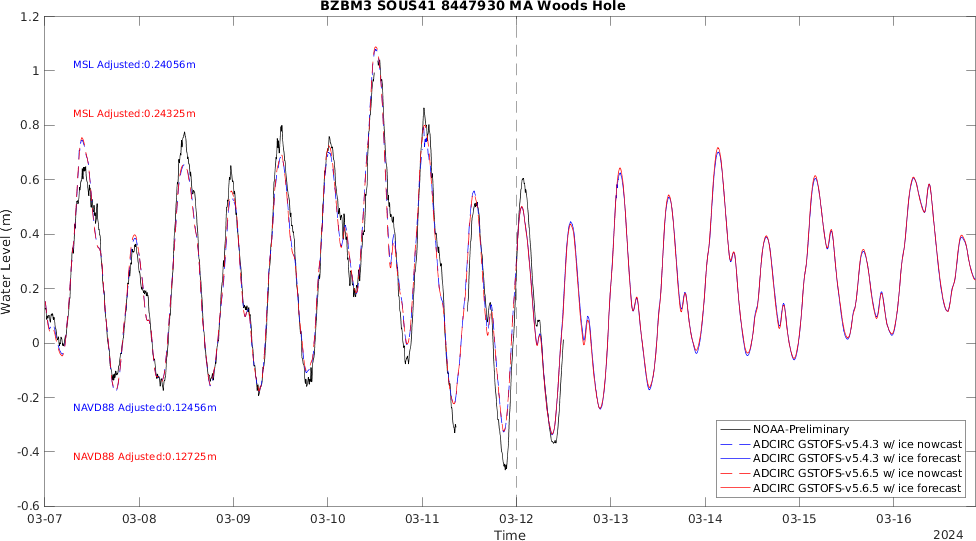 BZBM3 SOUS41 8447930 MA Woods Hole
1.2
1
0.8
0.6
0.4
0.2
0
-0.2
-0.4
-0.6
Water Level (m)
MSL Adjusted:0.24056m
MSL Adjusted:0.24325m
NAVD88 Adjusted:0.12456m
NAVD88 Adjusted:0.12725m
NOAA-Preliminary
ADCIRC GSTOFS-v5.4.3 w/ ice nowcast
ADCIRC GSTOFS-v5.4.3 w/ ice forecast
ADCIRC GSTOFS-v5.6.5 w/ ice nowcast
ADCIRC GSTOFS-v5.6.5 w/ ice forecast
03-07 03-08 03-09 03-10 03-11 03-12 03-13 03-14 03-15 03-16
Time
2024